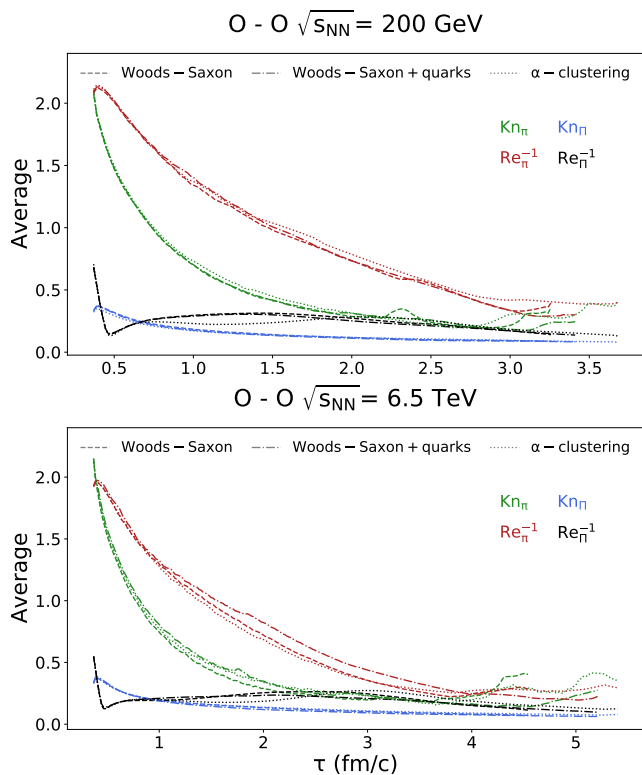 O - O √sNN = 200 GeV
Woods − Saxon Woods − Saxon + quarks α − clustering
2.0
Knπ KnΠ
Reπ−1 ReΠ−1
1.5
Average
1.0
0.5
0.0
0.5 1.0 1.5 2.0 2.5 3.0 3.5
O - O √sNN = 6.5 TeV
Woods − Saxon Woods − Saxon + quarks α − clustering
2.0
Knπ KnΠ
Reπ−1 ReΠ−1
1.5
Average
1.0
0.5
0.0
1 2 3 4 5
τ (fm/c)